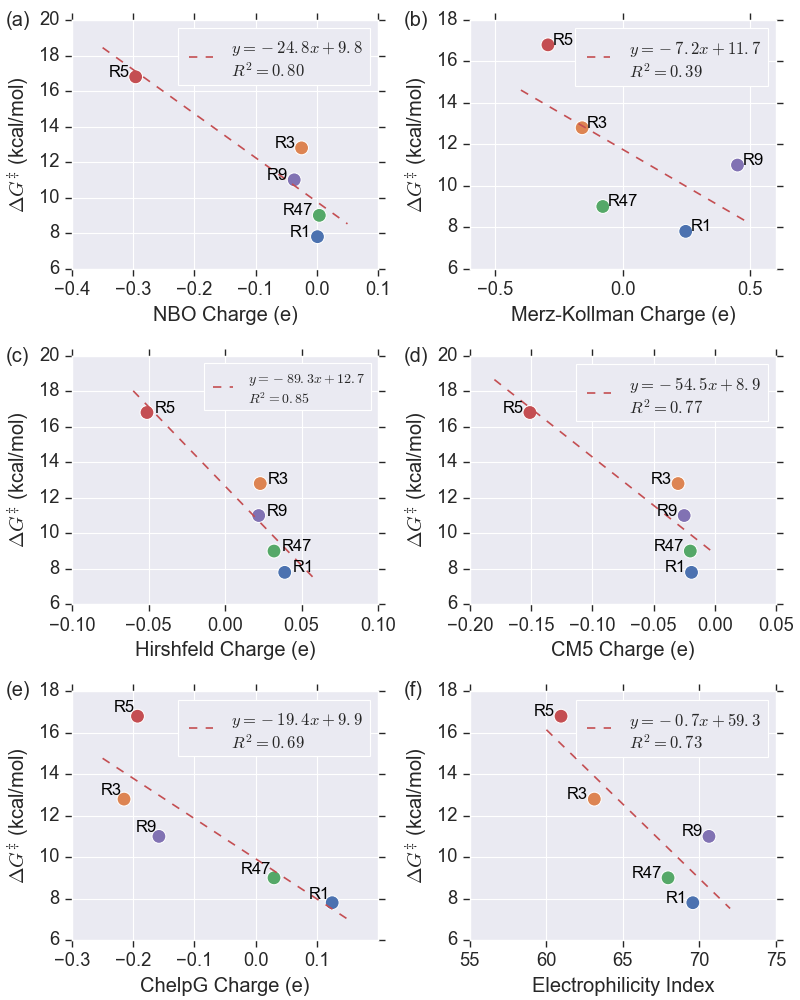 (a)
20
18
16
14
12
10
8
6
ΔG‡ (kcal/mol)
y = −24.8x + 9.8
R² = 0.80
R5
R3
R9
R47
R1
−0.4 −0.3 −0.2 −0.1 0.0 0.1
NBO Charge (e)
(b)
18
16
14
12
10
8
6
ΔG‡ (kcal/mol)
y = −7.2x + 11.7
R² = 0.39
R5
R3
R9
R47
R1
−0.5 0.0 0.5
Merz-Kollman Charge (e)
(c)
20
18
16
14
12
10
8
6
ΔG‡ (kcal/mol)
y = −89.3x + 12.7
R² = 0.85
R5
R3
R9
R47
R1
−0.10 −0.05 0.00 0.05 0.10
Hirshfeld Charge (e)
(d)
20
18
16
14
12
10
8
6
ΔG‡ (kcal/mol)
y = −54.5x + 8.9
R² = 0.77
R5
R3
R9
R47
R1
−0.20 −0.15 −0.10 −0.05 0.00 0.05
CM5 Charge (e)
(e)
18
16
14
12
10
8
6
ΔG‡ (kcal/mol)
y = −19.4x + 9.9
R² = 0.69
R5
R3
R9
R47
R1
−0.3 −0.2 −0.1 0.0 0.1
ChelpG Charge (e)
(f)
18
16
14
12
10
8
6
ΔG‡ (kcal/mol)
y = −0.7x + 59.3
R² = 0.73
R5
R3
R9
R47
R1
55 60 65 70 75
Electrophilicity Index